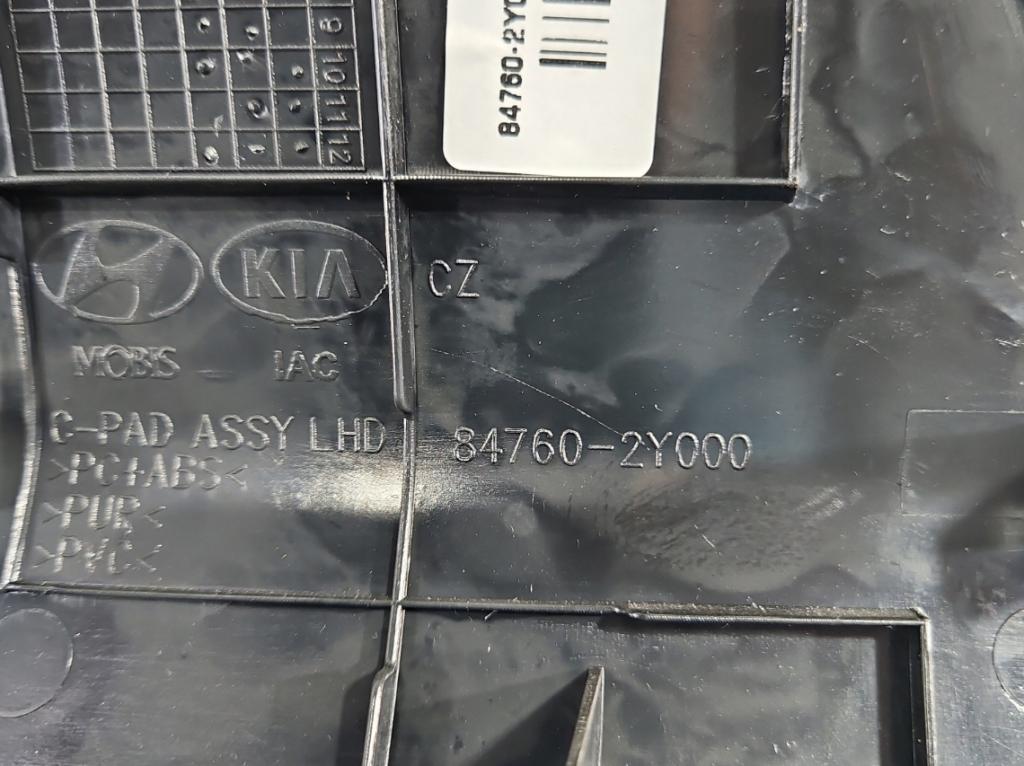 9
10
11
12
84760-2Y0
KIA
CZ
MOBIS IAC
C-PAD ASSY LHD 84760-2Y000
>PC+ABS<
>PUR<
>PVC<